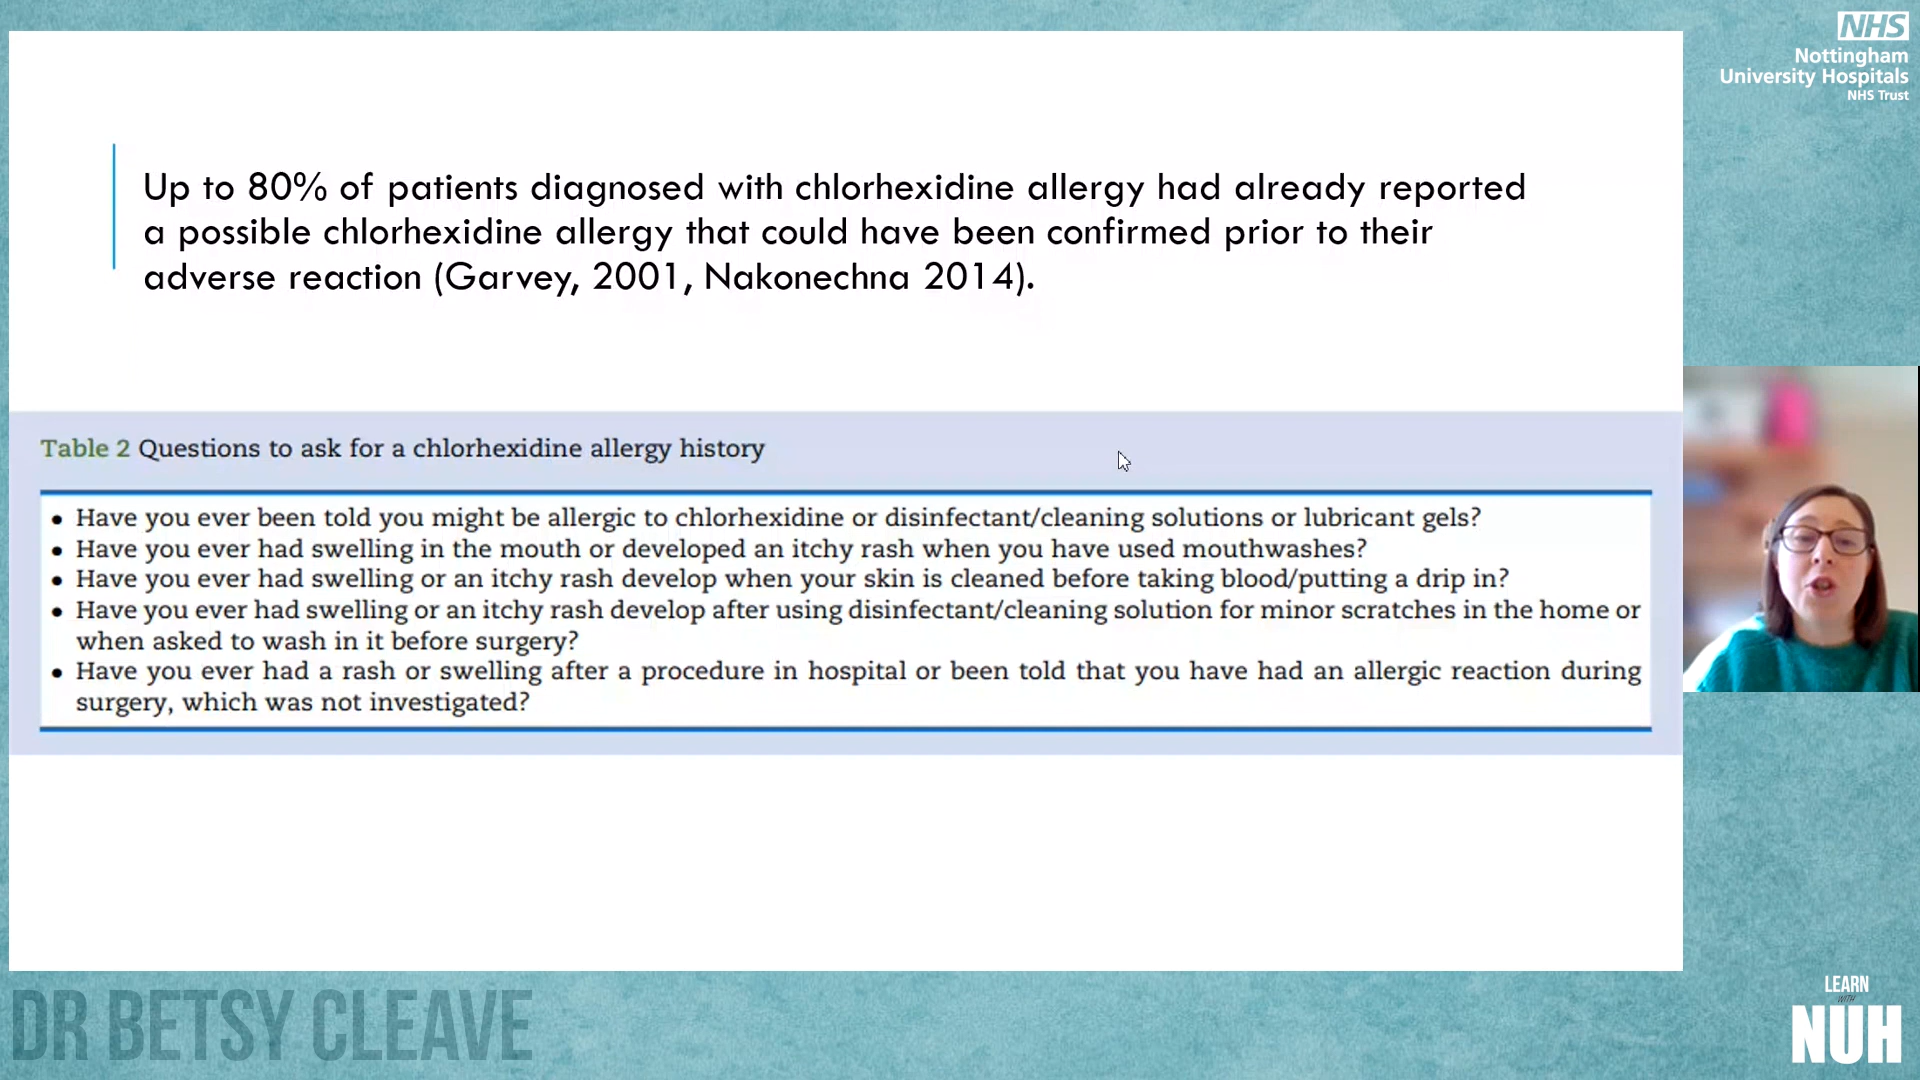 NHS
Nottingham
University Hospitals
NHS Trust
Up to 80% of patients diagnosed with chlorhexidine allergy had already reported
a possible chlorhexidine allergy that could have been confirmed prior to their
adverse reaction (Garvey, 2001, Nakonechna 2014).
Table 2 Questions to ask for a chlorhexidine allergy history
• Have you ever been told you might be allergic to chlorhexidine or disinfectant/cleaning solutions or lubricant gels?
• Have you ever had swelling in the mouth or developed an itchy rash when you have used mouthwashes?
• Have you ever had swelling or an itchy rash develop when your skin is cleaned before taking blood/putting a drip in?
• Have you ever had swelling or an itchy rash develop after using disinfectant/cleaning solution for minor scratches in the home or
when asked to wash in it before surgery?
• Have you ever had a rash or swelling after a procedure in hospital or been told that you have had an allergic reaction during
surgery, which was not investigated?
DR BETSY CLEAVE
LEARN
WITH
NUH